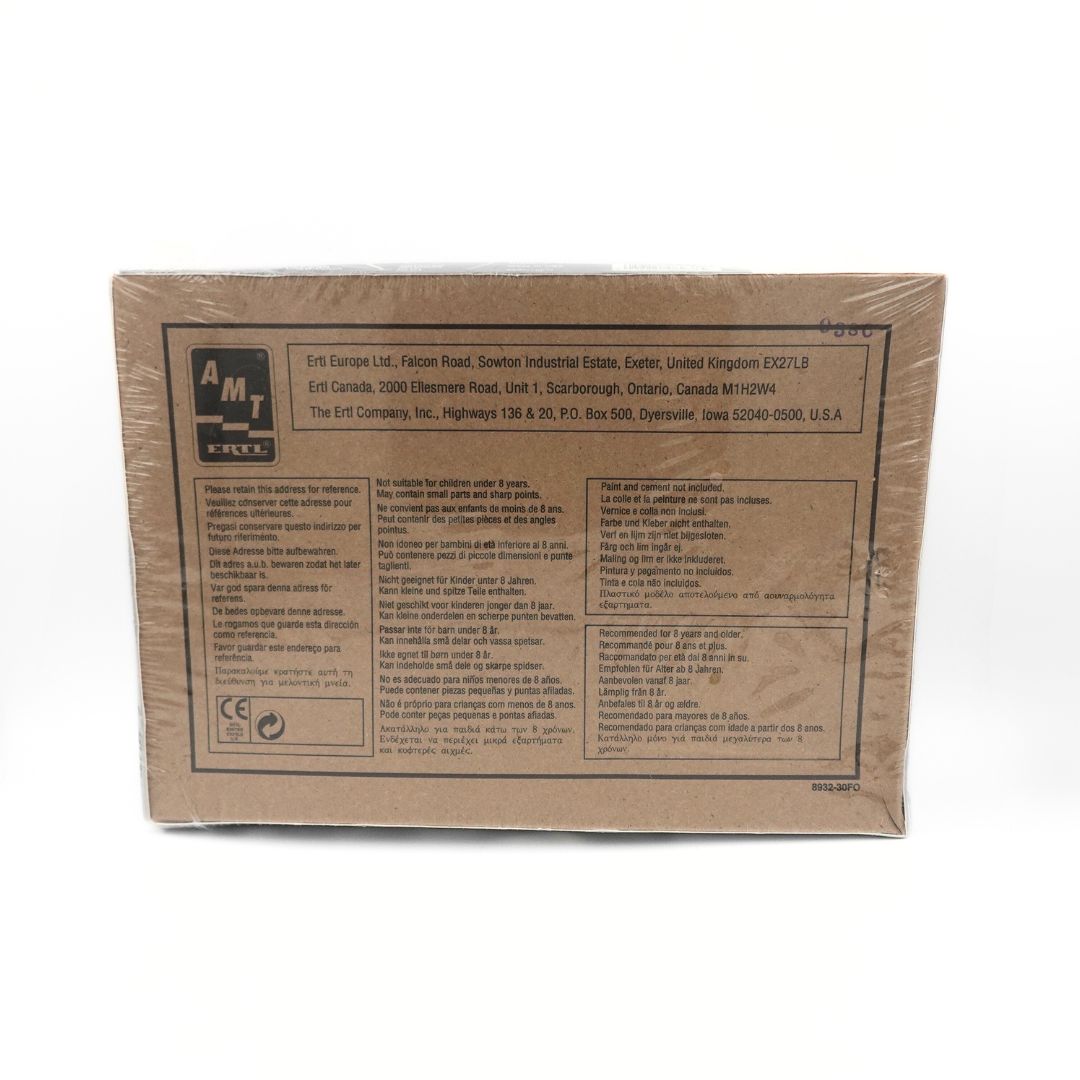 AMT
ERTL
Ertl Europe Ltd., Falcon Road, Sowton Industrial Estate, Exeter, United Kingdom EX27LB
Ertl Canada, 2000 Ellesmere Road, Unit 1, Scarborough, Ontario, Canada M1H2W4
The Ertl Company, Inc., Highways 136 & 20, P.O. Box 500, Dyersville, Iowa 52040-0500, U.S.A
Please retain this address for reference.
Veuillez conserver cette adresse pour
références ultérieures.
Pregasi conservare questo indirizzo per
futuro riferimento.
Diese Adresse bitte aufbewahren.
Dit adres a.u.b. bewaren zodat het later
beschikbaar is.
Var god spara denna adress för
referens.
De bedes opbevare denne adresse.
Le rogamos que guarde esta dirección
como referencia.
Favor guardar este endereço para
referência.
Παρακαλούμε κρατήστε αυτή τη
διεύθυνση για μελοντική μνεία.
CE
Not suitable for children under 8 years.
May contain small parts and sharp points.
Ne convient pas aux enfants de moins de 8 ans.
Peut contenir des petites pièces et des angles
pointus.
Non idoneo per bambini di età inferiore ai 8 anni.
Può contenere pezzi di piccole dimensioni e punte
taglienti.
Nicht geeignet für Kinder unter 8 Jahren.
Kann kleine und spitze Teile enthalten.
Niet geschikt voor kinderen jonger dan 8 jaar.
Kan kleine onderdelen en scherpe punten bevatten.
Passar inte för barn under 8 år.
Kan innehålla små delar och vassa spetsar.
Ikke egnet til børn under 8 år.
Kan indeholde små dele og skarpe spidser.
No es adecuado para niños menores de 8 años.
Puede contener piezas pequeñas y puntas afiladas.
Não é próprio para crianças com menos de 8 anos.
Pode conter peças pequenas e pontas afiadas.
Ακατάλληλο για παιδιά κάτω των 8 χρόνων.
Ενδέχεται να περιέχει μικρά εξαρτήματα
και κοφτερές αιχμές.
Paint and cement not included.
La colle et la peinture ne sont pas incluses.
Vernice e colla non inclusi.
Farbe und Kleber nicht enthalten.
Verf en lijm zijn niet bijgesloten.
Färg och lim ingår ej.
Maling og lim er ikke inkluderet.
Pintura y pegamento no incluidos.
Tinta e cola não incluidos.
Πλαστικό μοδέλο αποτελούμενο από αουναρμολόγητα
εξαρτηματα.
Recommended for 8 years and older.
Recommandé pour 8 ans et plus.
Raccomandato per età dai 8 anni in su.
Empfohlen für Alter ab 8 Jahren.
Aanbevolen vanaf 8 jaar.
Lämplig från 8 år.
Anbefales til 8 år og ældre.
Recomendado para mayores de 8 años.
Recomendado para crianças com idade a partir dos 8 anos.
Κατάλληλο μόνο γιά παιδιά μεγαλύτερα των 8
χρόνων.
8932-30FO